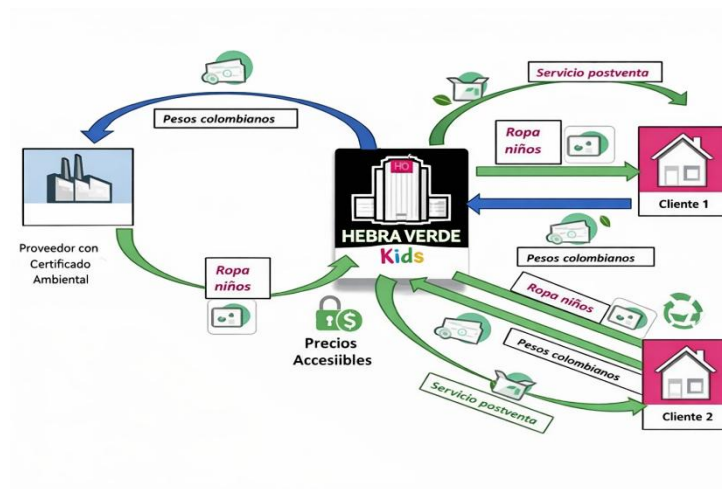 Servicio postventa
Pesos colombianos
Ropa
niños
HQ
HEBRA VERDE
Kids
Cliente 1
Proveedor con
Certificado
Ambiental
Pesos colombianos
Ropa
niños
Ropa niños
Precios
Accesiibles
Pesos colombianos
Servicio postventa
Cliente 2